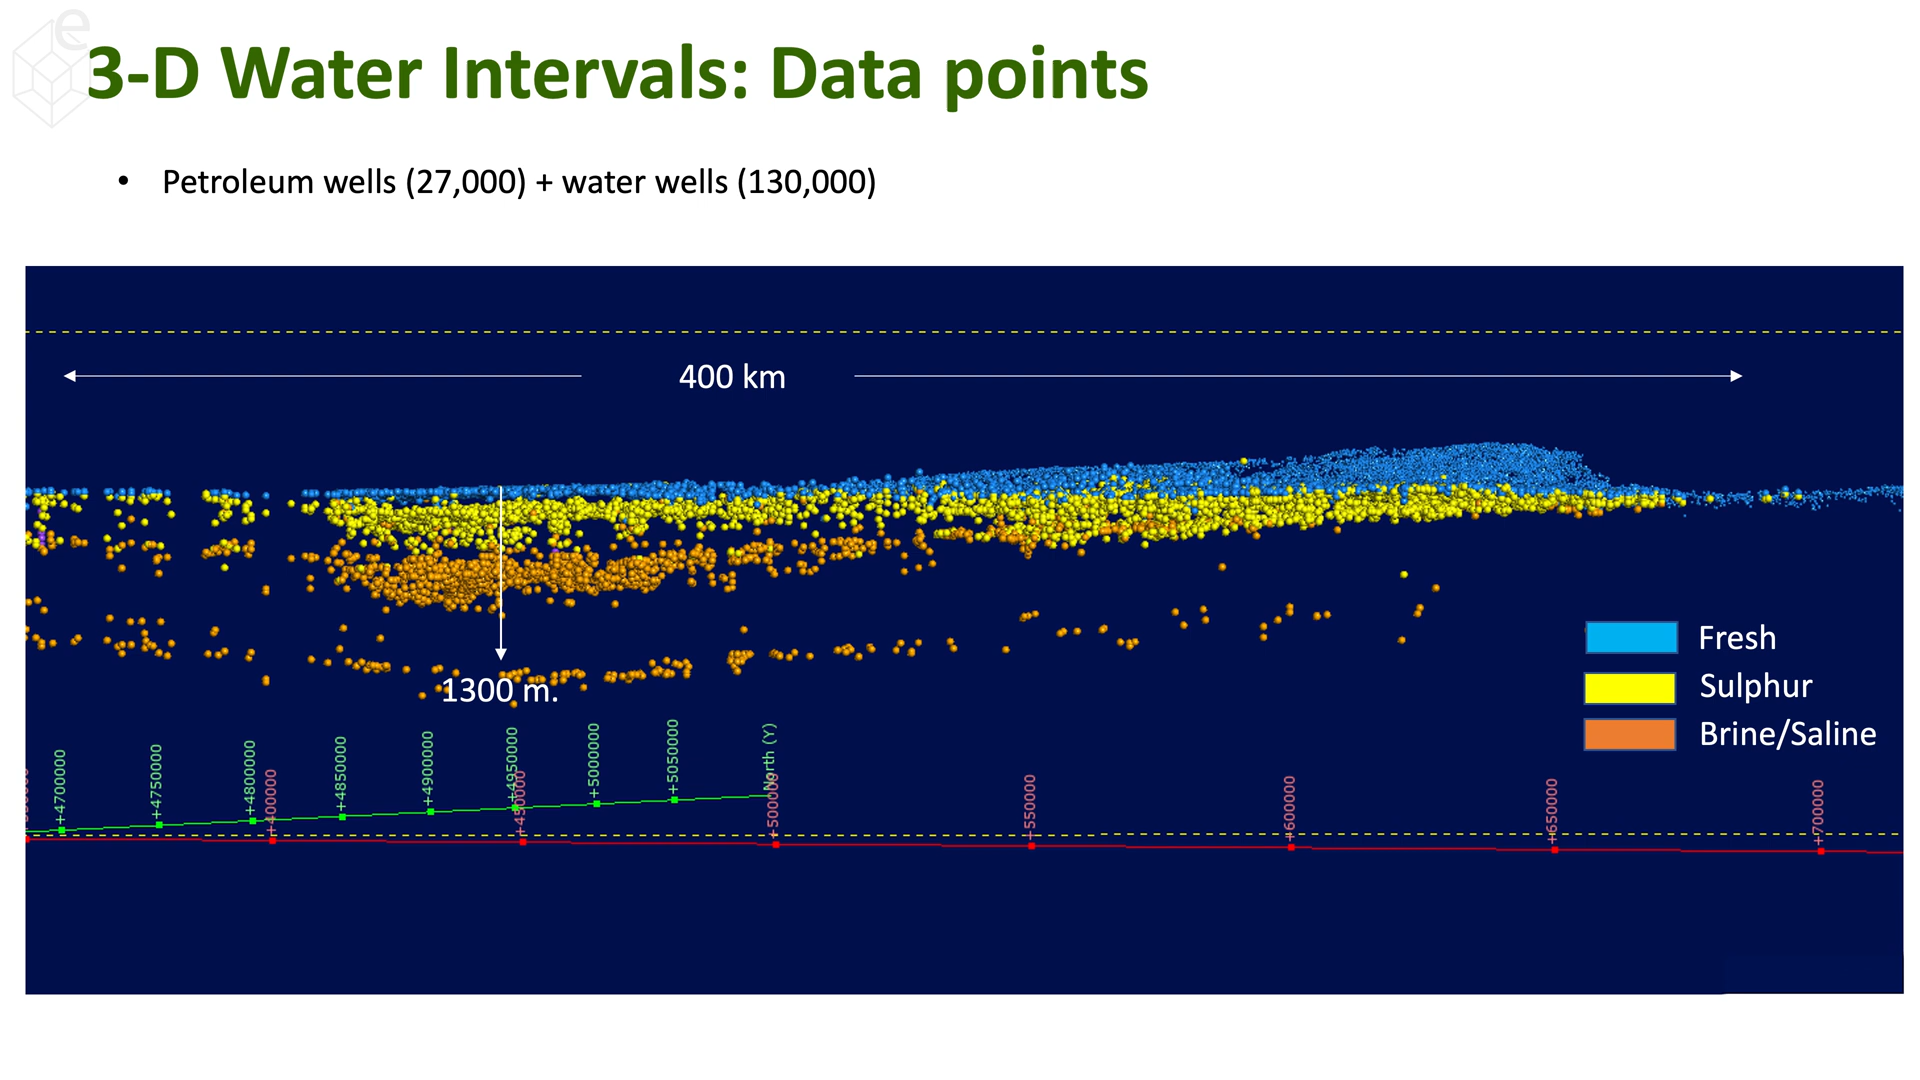 e
3-D Water Intervals: Data points
• Petroleum wells (27,000) + water wells (130,000)
400 km
1300 m.
Fresh
Sulphur
Brine/Saline
+4700000
+4750000
+4800000
+4850000
+4900000
+4950000
+5000000
+5050000
North (Y)
+400000
+450000
+500000
+550000
+600000
+650000
+700000